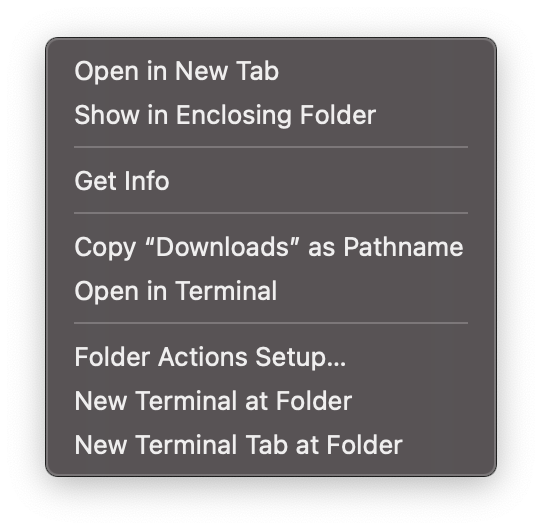 Open in New Tab
Show in Enclosing Folder
Get Info
Copy “Downloads” as Pathname
Open in Terminal
Folder Actions Setup...
New Terminal at Folder
New Terminal Tab at Folder